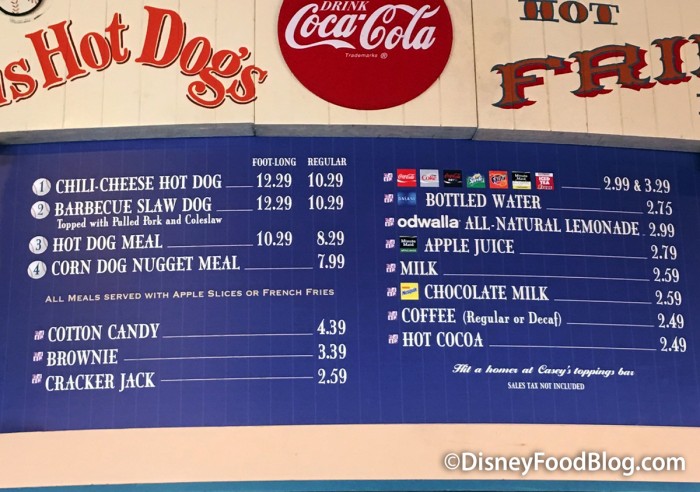 s Hot Dog's
DRINK
Coca-Cola
Trademark ®
HOT
FRI
FOOT-LONG REGULAR
1 CHILI-CHEESE HOT DOG 12.29 10.29
2 BARBECUE SLAW DOG 12.29 10.29
Topped with Pulled Pork and Coleslaw
3 HOT DOG MEAL 10.29 8.29
4 CORN DOG NUGGET MEAL 7.99
ALL MEALS SERVED WITH APPLE SLICES OR FRENCH FRIES
COTTON CANDY 4.39
BROWNIE 3.39
CRACKER JACK 2.59
2.99 & 3.29
DASANI BOTTLED WATER 2.75
odwalla ALL-NATURAL LEMONADE 2.99
Minute Maid APPLE JUICE 2.79
MILK 2.59
CHOCOLATE MILK 2.59
COFFEE (Regular or Decaf) 2.49
HOT COCOA 2.49
Hit a homer at Casey's toppings bar
SALES TAX NOT INCLUDED
©DisneyFoodBlog.com